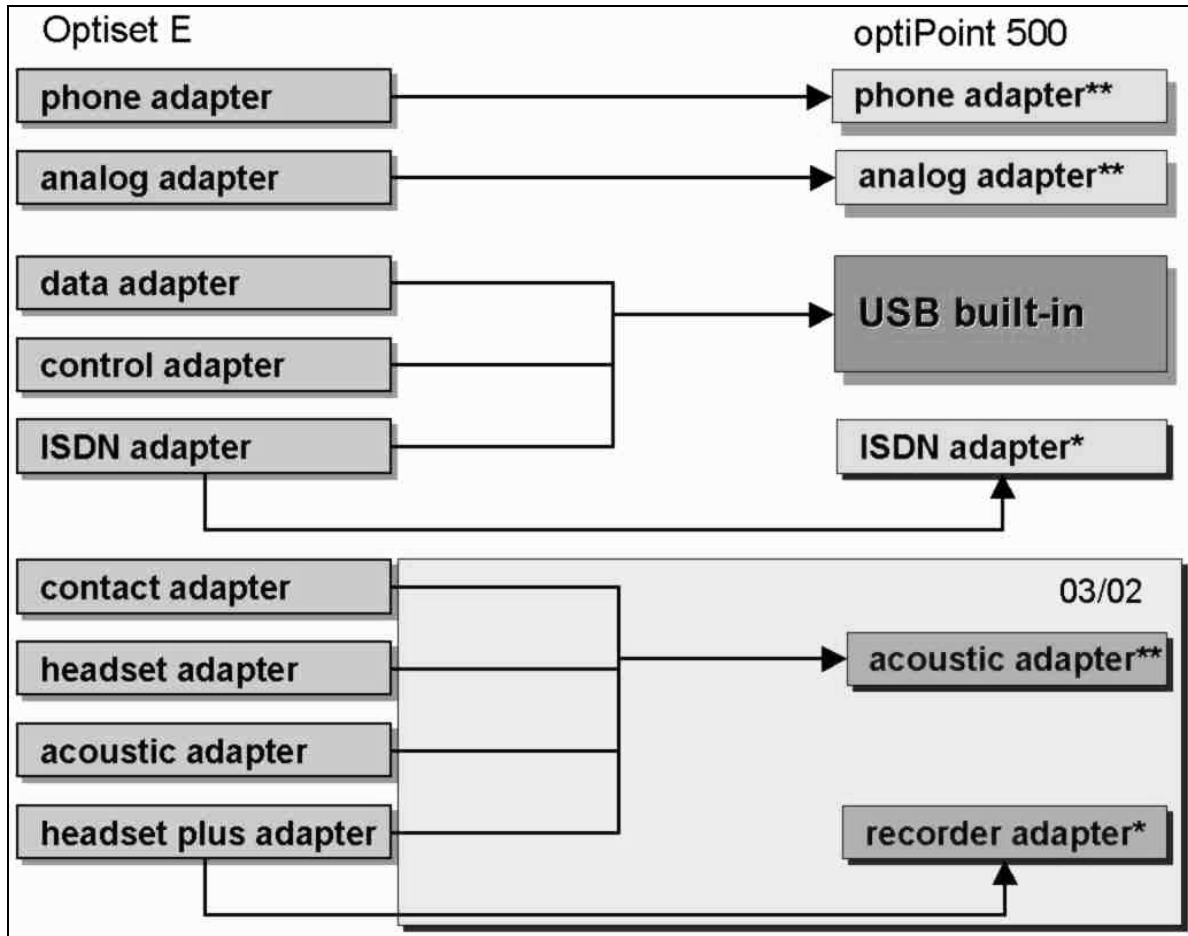 Optiset E
optiPoint 500
phone adapter
phone adapter**
analog adapter
analog adapter**
data adapter
USB built-in
control adapter
ISDN adapter
ISDN adapter*
contact adapter
03/02
headset adapter
acoustic adapter**
acoustic adapter
headset plus adapter
recorder adapter*